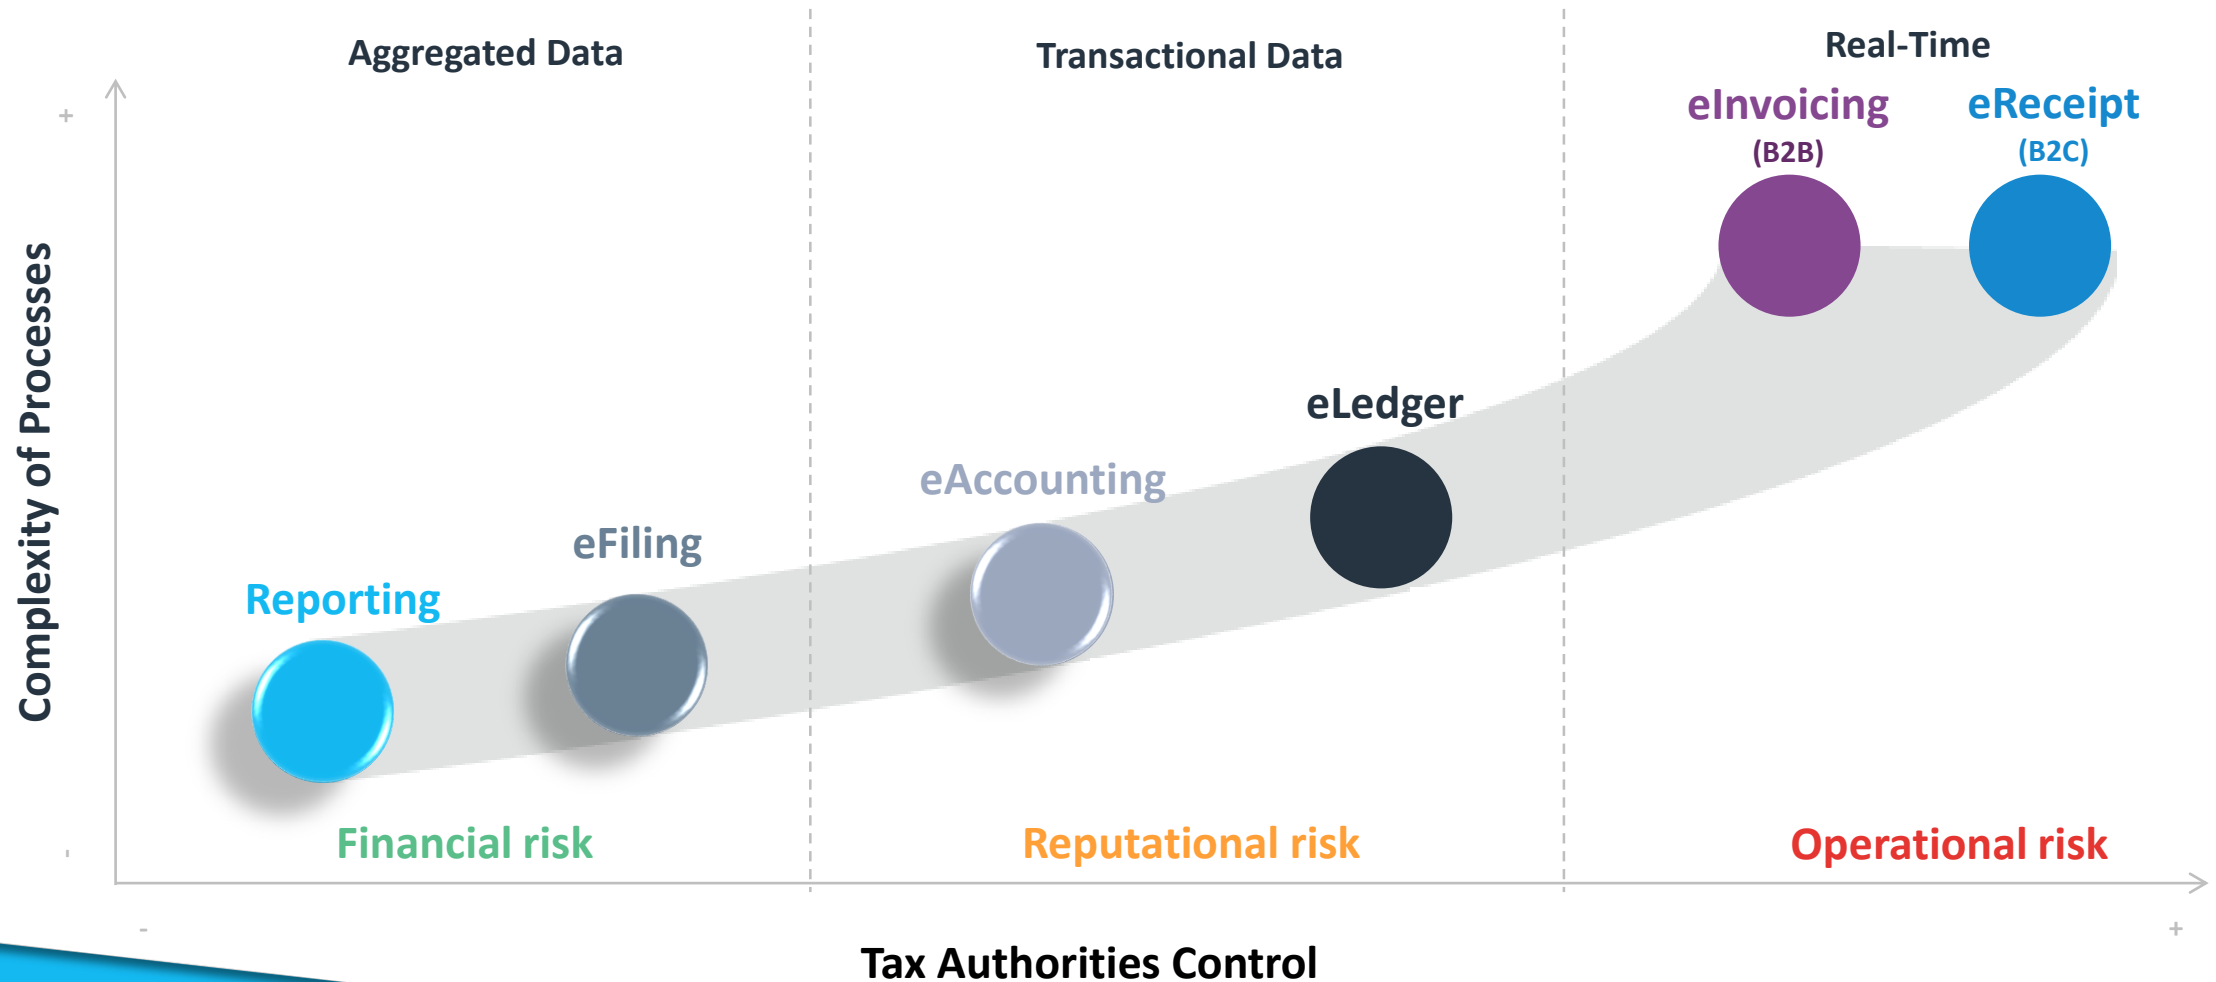 Aggregated Data
Transactional Data
Real-Time
eInvoicing
(B2B)
eReceipt
(B2C)
+
Complexity of Processes
eLedger
eAccounting
eFiling
Reporting
Financial risk
Reputational risk
Operational risk
-
-
+
Tax Authorities Control